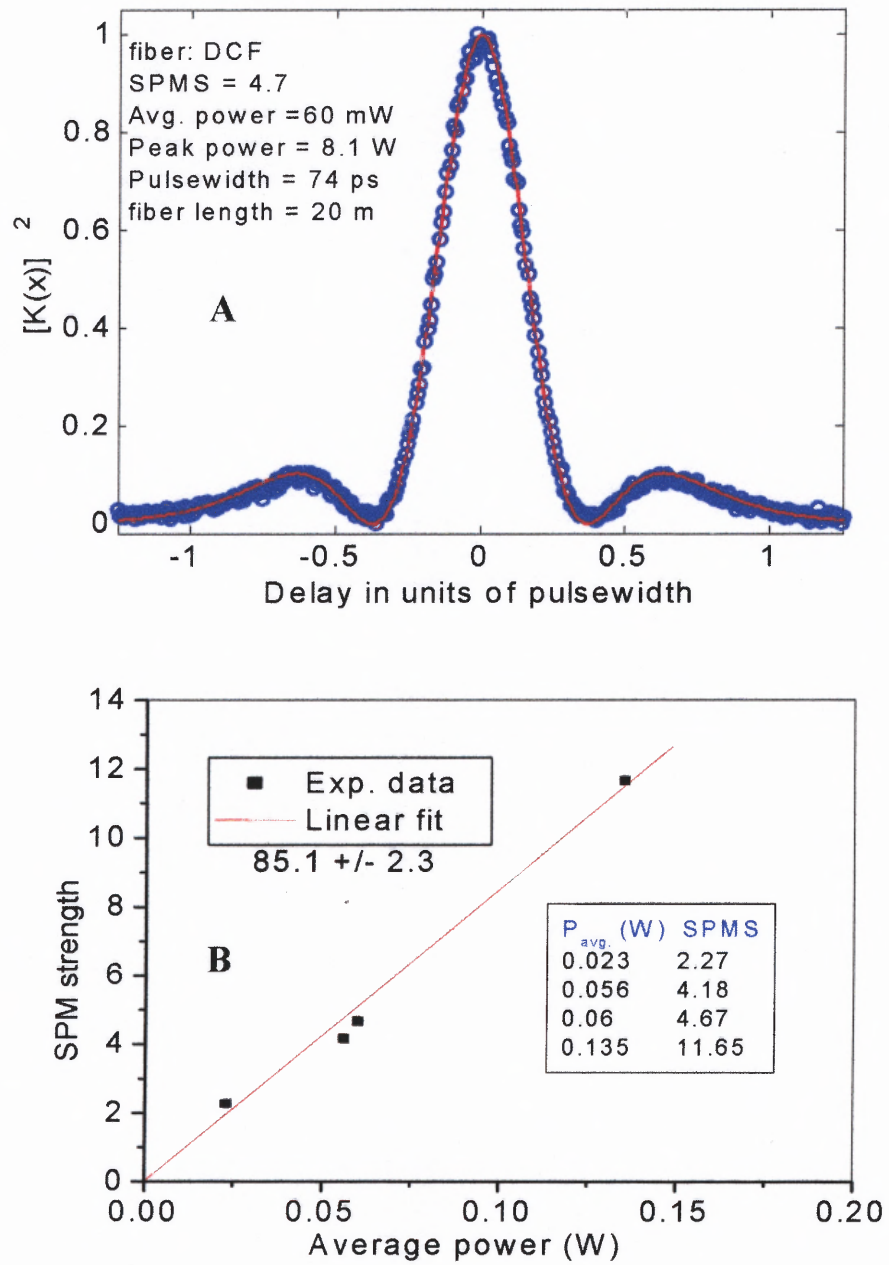 fiber: DCF
SPMS = 4.7
Avg. power =60 mW
Peak power = 8.1 W
Pulsewidth = 74 ps
fiber length = 20 m
A
[K(x)] 2
1
0.8
0.6
0.4
0.2
0
-1 -0.5 0 0.5 1
Delay in units of pulsewidth
14
12
10
8
6
4
2
0
SPM strength
Exp. data
Linear fit
85.1 +/- 2.3
B
Pavg. (W) SPMS
0.023 2.27
0.056 4.18
0.06 4.67
0.135 11.65
0.00 0.05 0.10 0.15 0.20
Average power (W)